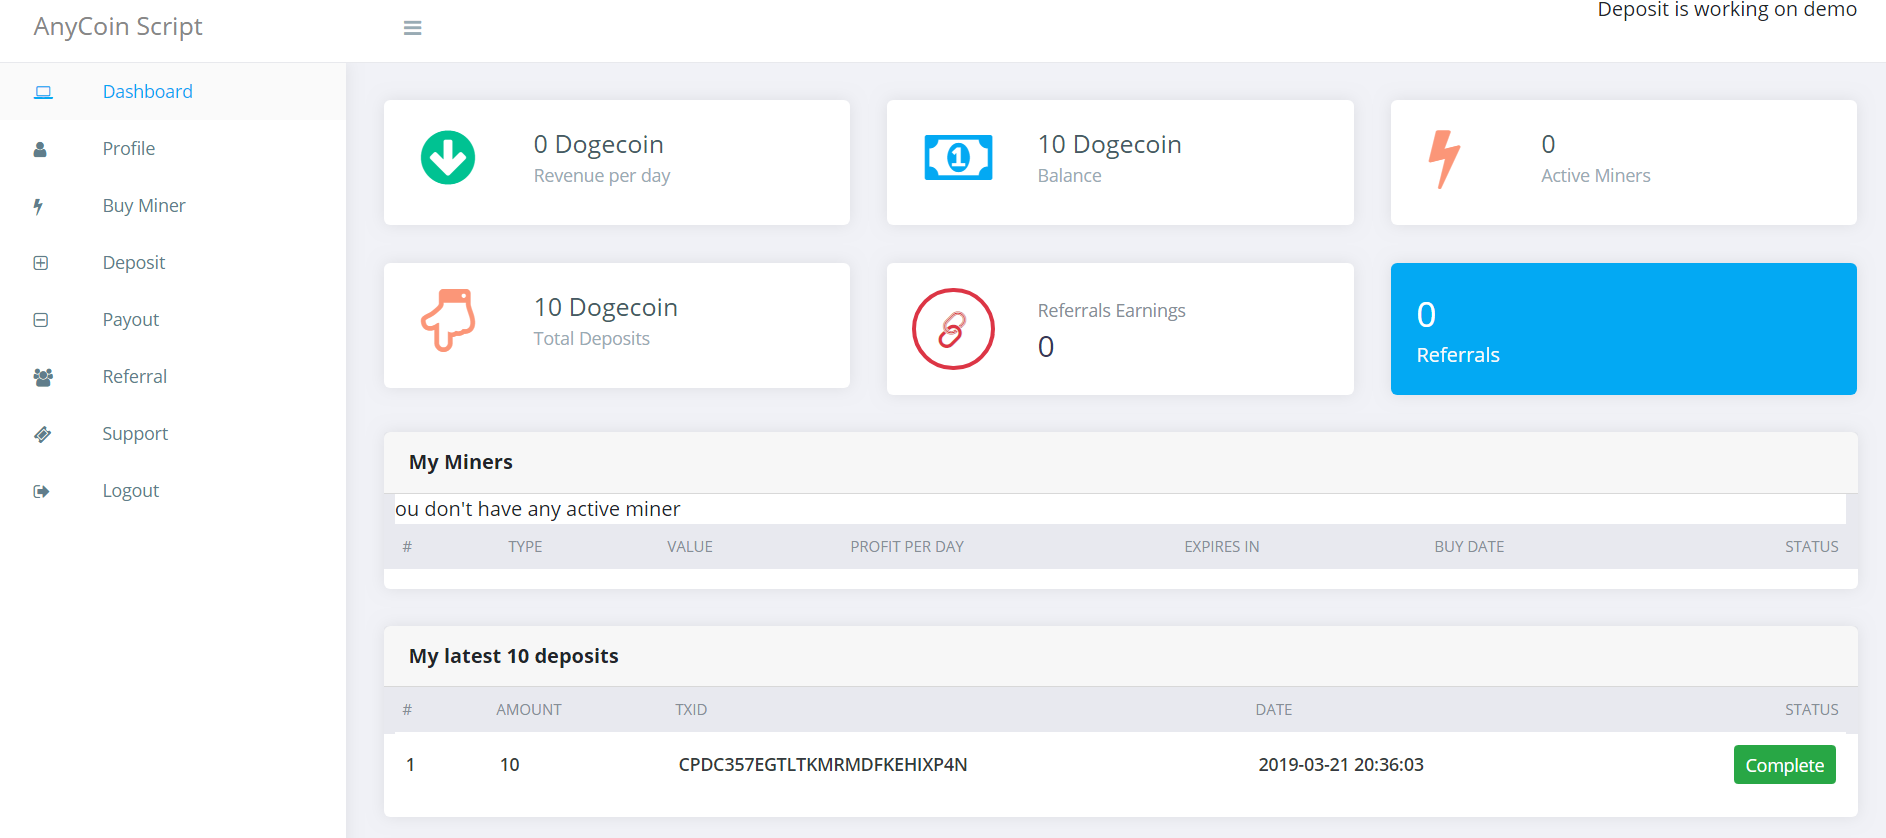 AnyCoin Script
Deposit is working on demo
Dashboard
Profile
Buy Miner
Deposit
Payout
Referral
Support
Logout
0 Dogecoin
Revenue per day
1
10 Dogecoin
Balance
0
Active Miners
10 Dogecoin
Total Deposits
Referrals Earnings
0
0
Referrals
My Miners
ou don't have any active miner
# TYPE VALUE PROFIT PER DAY EXPIRES IN BUY DATE STATUS
My latest 10 deposits
# AMOUNT TXID DATE STATUS
1 10 CPDC357EGTLTKMRMDFKEHIXP4N 2019-03-21 20:36:03 Complete